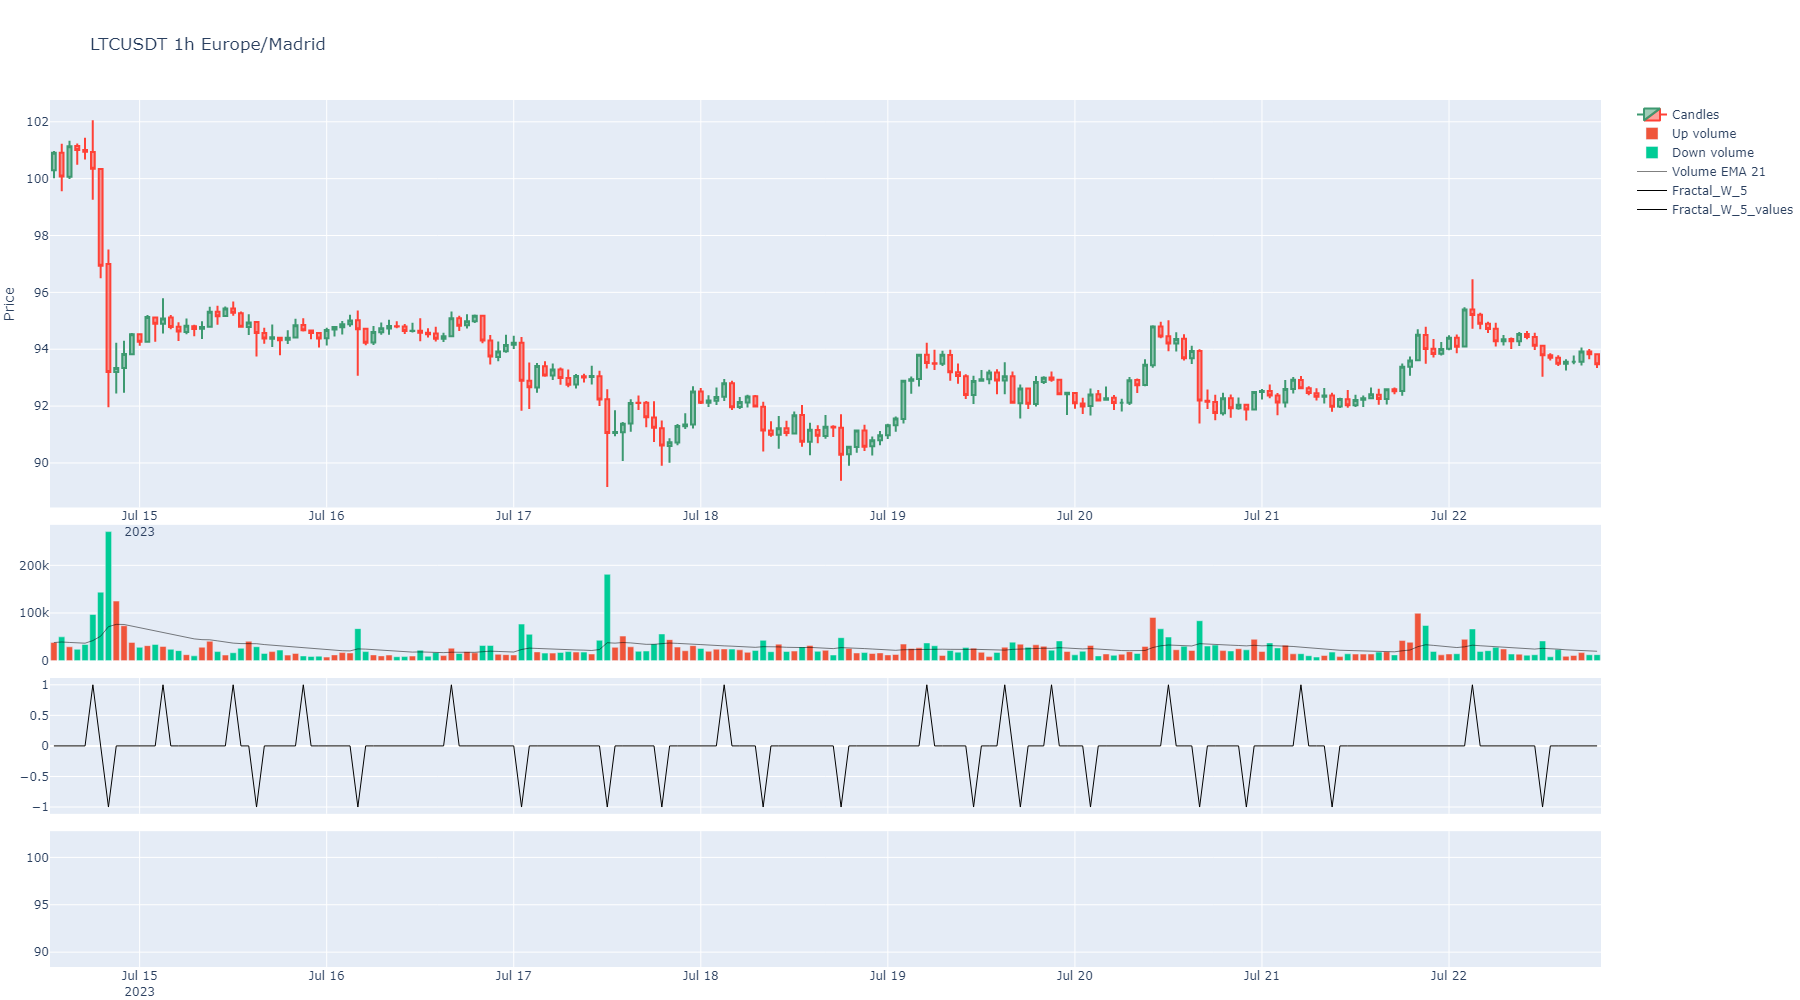 LTCUSDT 1h Europe/Madrid
Candles
Up volume
Down volume
Volume EMA 21
Fractal_W_5
Fractal_W_5_values
Price
102
100
98
96
94
92
90
Jul 15
2023
Jul 16
Jul 17
Jul 18
Jul 19
Jul 20
Jul 21
Jul 22
200k
100k
0
1
0.5
0
−0.5
−1
100
95
90
Jul 15
2023
Jul 16
Jul 17
Jul 18
Jul 19
Jul 20
Jul 21
Jul 22